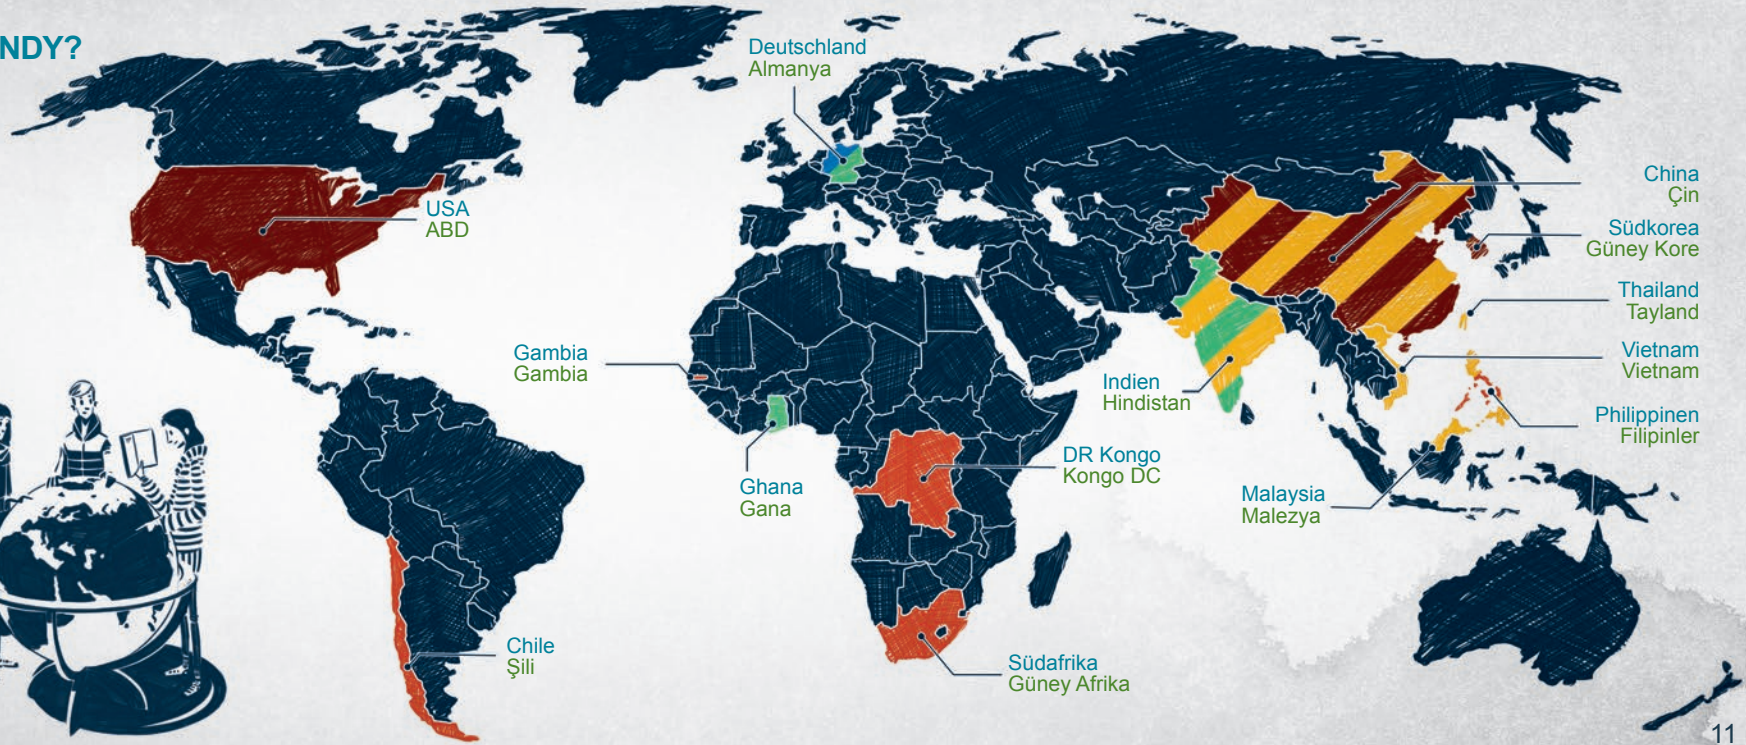 NDY?
Deutschland
Almanya
USA
ABD
China
Çin
Südkorea
Güney Kore
Thailand
Tayland
Vietnam
Vietnam
Gambia
Gambia
Indien
Hindistan
Philippinen
Filipinler
DR Kongo
Kongo DC
Ghana
Gana
Malaysia
Malezya
Chile
Şili
Südafrika
Güney Afrika
11